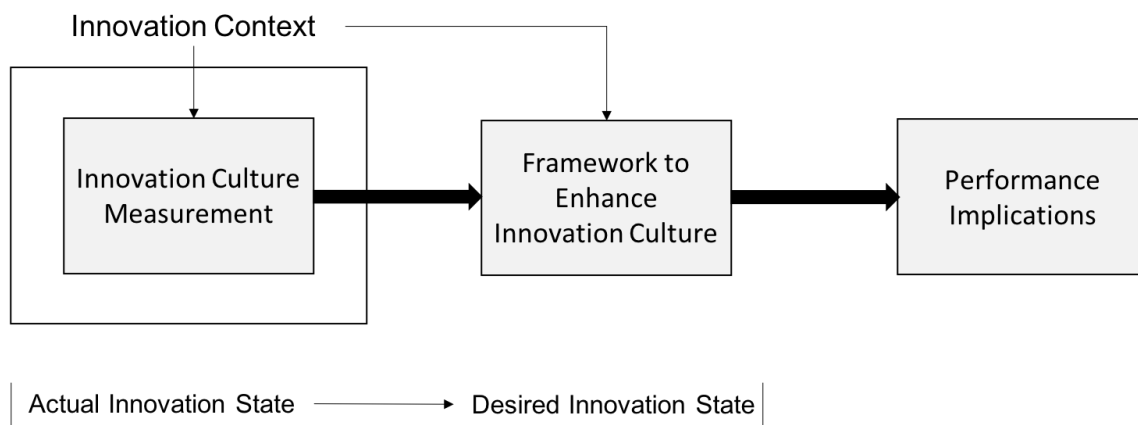 Innovation Context
Innovation Culture
Measurement
Framework to
Enhance
Innovation Culture
Performance
Implications
Actual Innovation State
Desired Innovation State